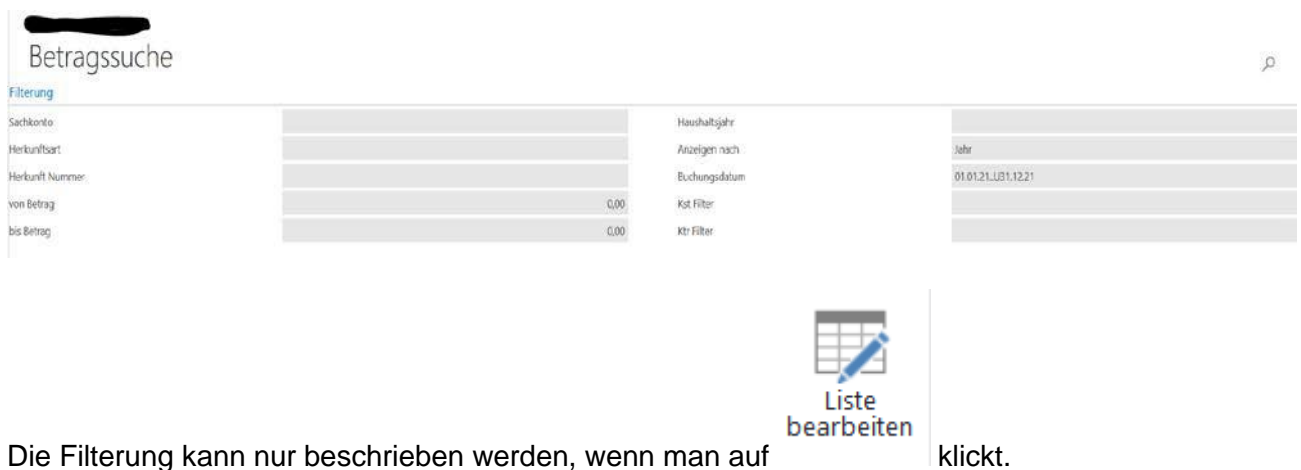 Betragssuche
Filterung
Sachkonto
Herkunftsart
Herkunft Nummer
von Betrag 0,00
bis Betrag 0,00
Haushaltsjahr
Anzeigen nach Jahr
Buchungsdatum 01.01.21..U31.12.21
Kst Filter
Ktr Filter
Liste
bearbeiten
Die Filterung kann nur beschrieben werden, wenn man auf klickt.